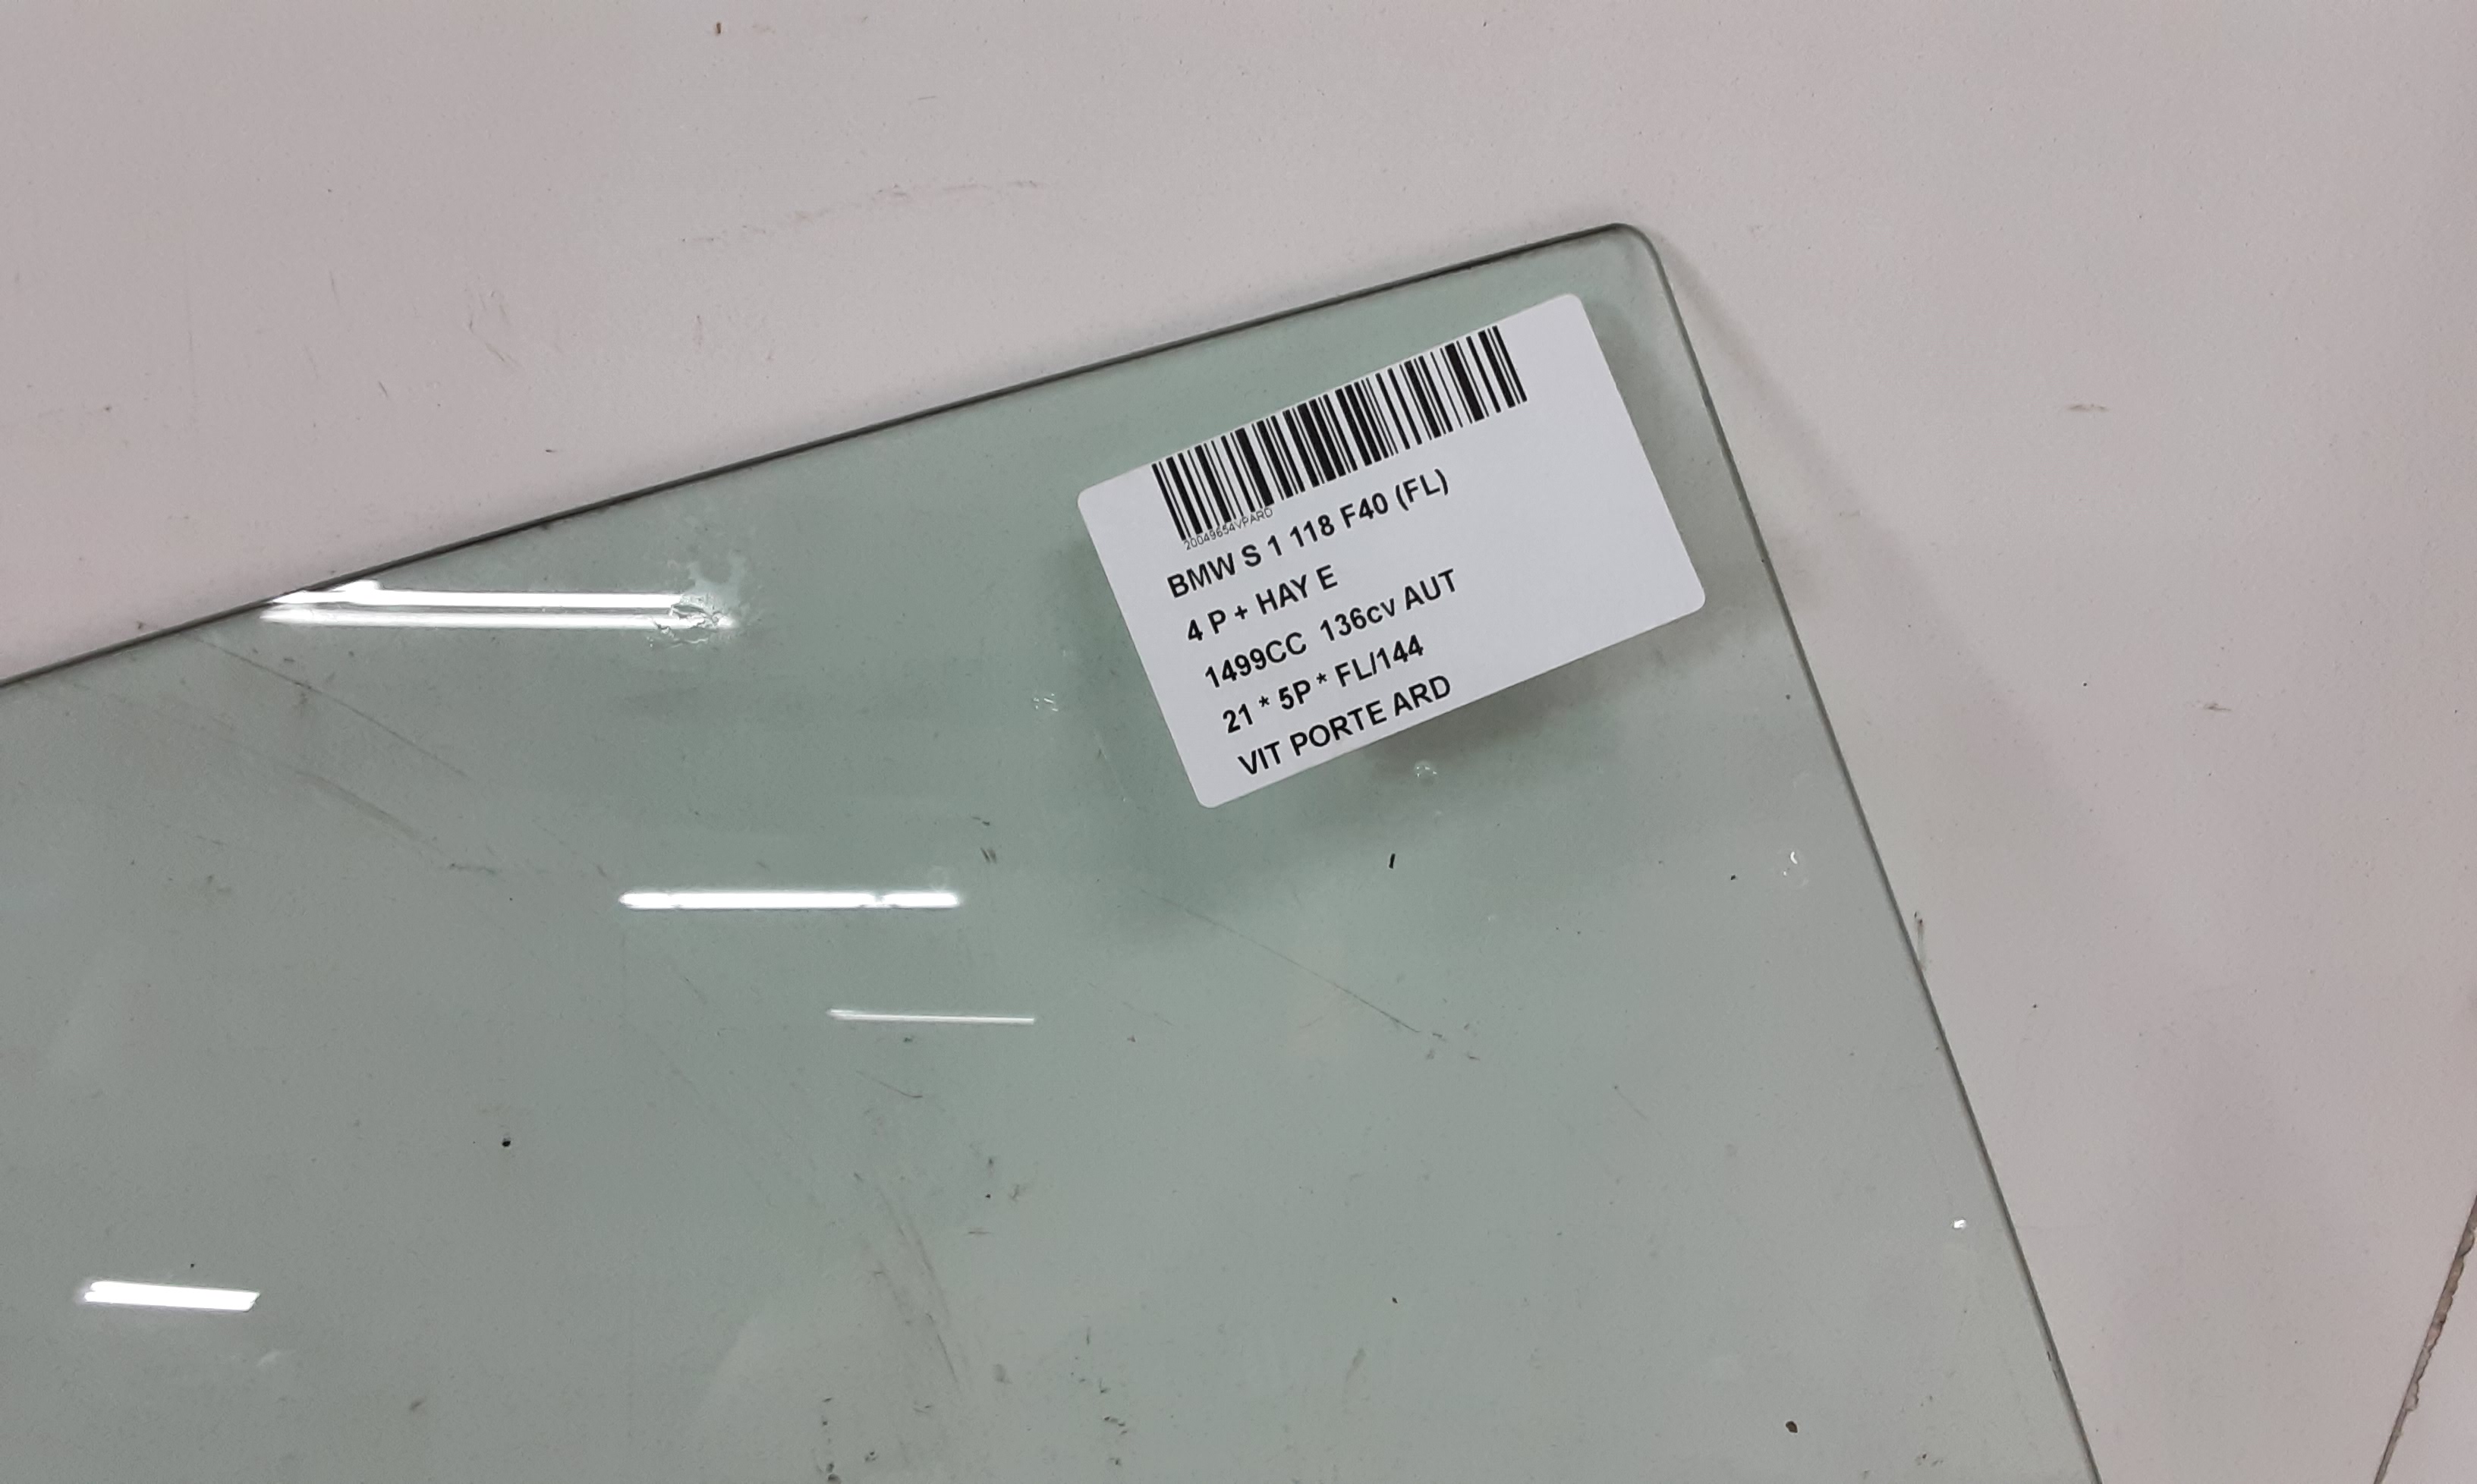 20049654VPARD
BMW S 1 118 F40 (FL)
4 P + HAY E
1499CC 136cv AUT
21 * 5P * FL/144
VIT PORTE ARD